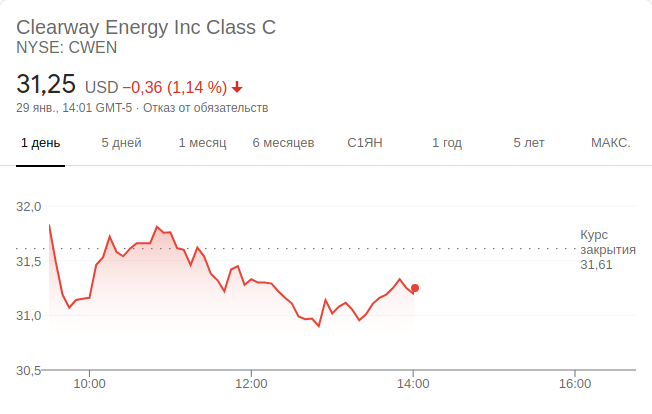 Clearway Energy Inc Class C
NYSE: CWEN
31,25 USD −0,36 (1,14 %)
29 янв., 14:01 GMT-5 · Отказ от обязательств
1 день 5 дней 1 месяц 6 месяцев С1ЯН 1 год 5 лет МАКС.
32,0
Курс
закрытия
31,61
31,5
31,0
30,5
10:00 12:00 14:00 16:00